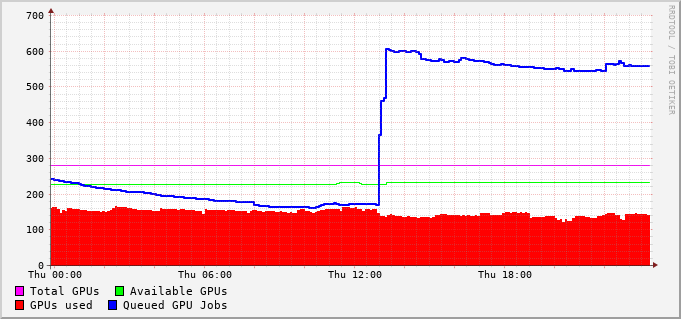 700
600
500
400
300
200
100
0
Thu 00:00 Thu 06:00 Thu 12:00 Thu 18:00
Total GPUs Available GPUs
GPUs used Queued GPU Jobs
RRDTOOL / TOBI OETIKER